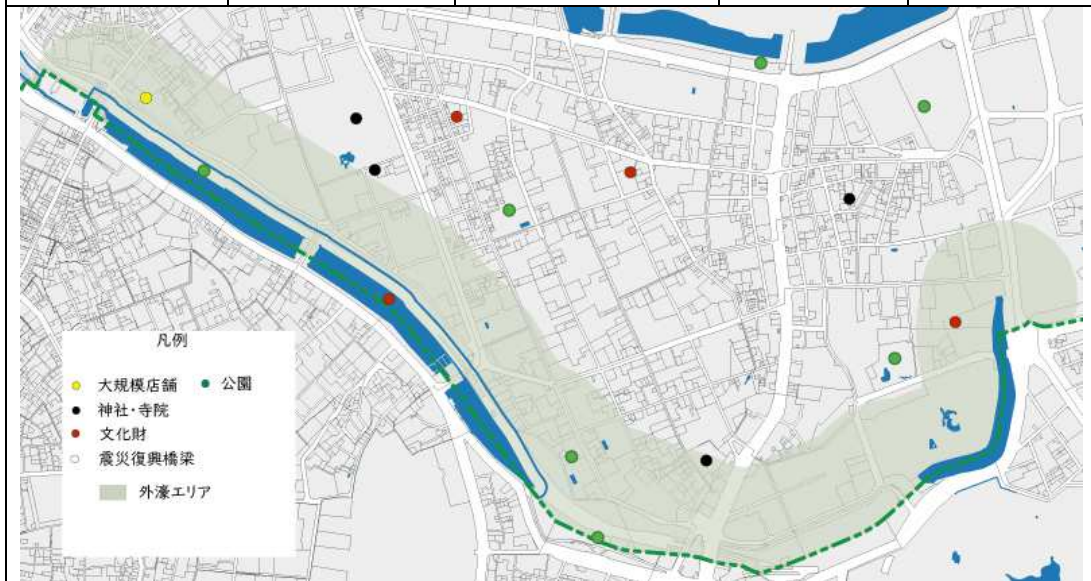 凡例
大規模店舗 公園
神社・寺院
文化財
震災復興橋梁
外濠エリア